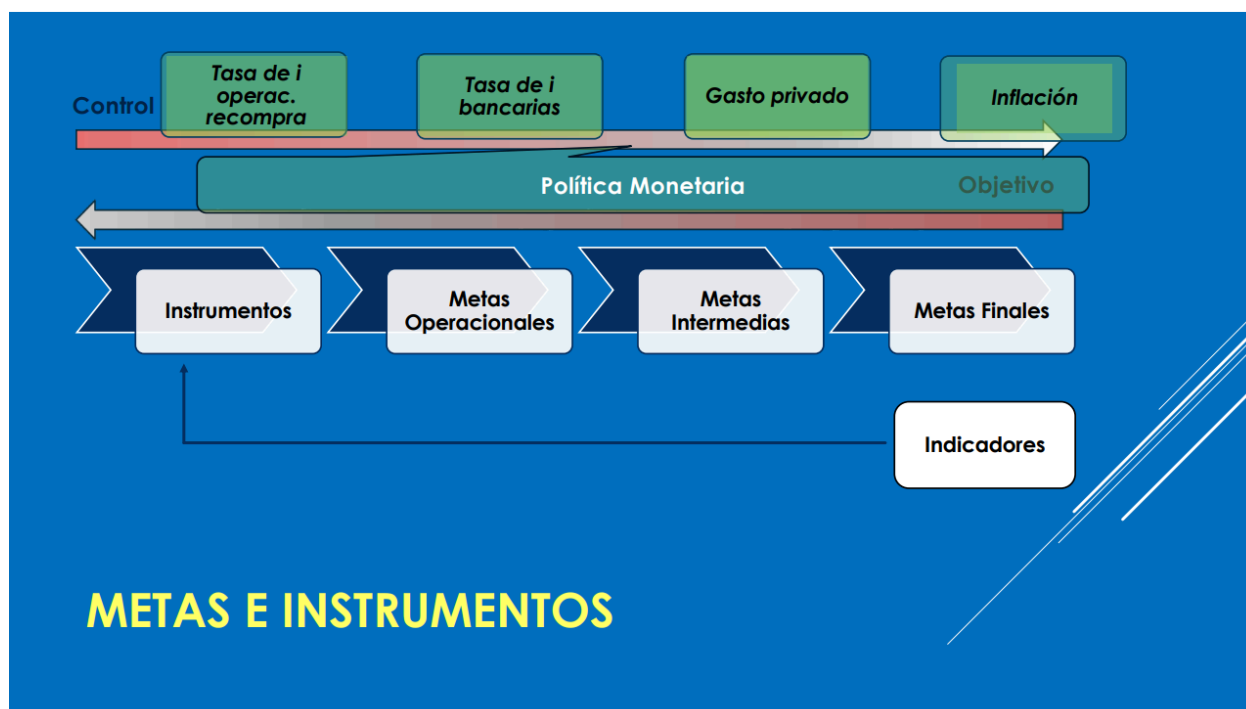 Control
Tasa de i
operac.
recompra
Tasa de i
bancarias
Gasto privado
Inflación
Política Monetaria
Objetivo
Instrumentos
Metas
Operacionales
Metas
Intermedias
Metas Finales
Indicadores
METAS E INSTRUMENTOS